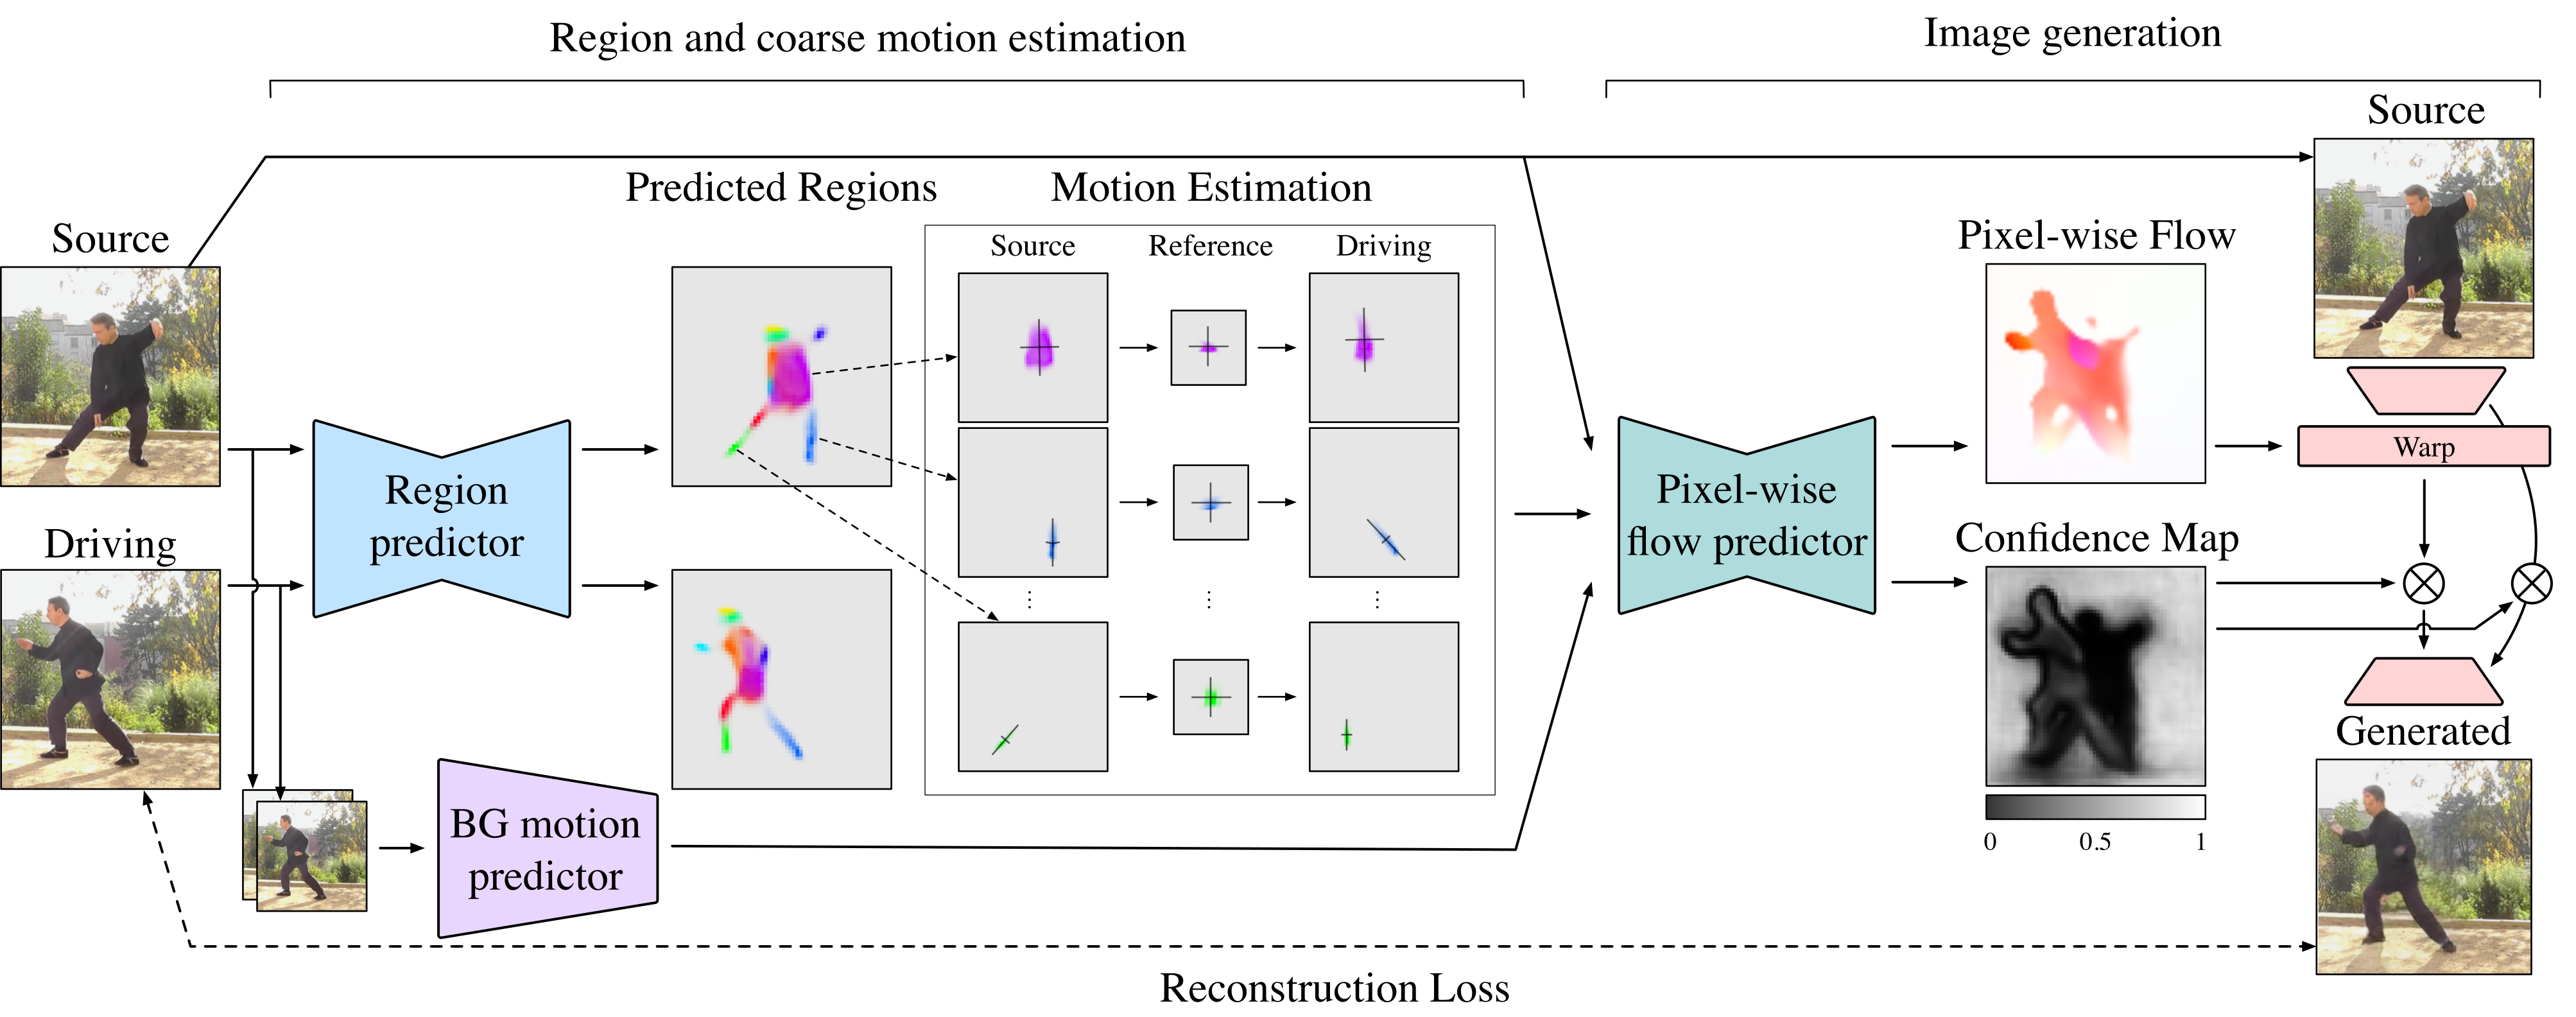 Region and coarse motion estimation
Image generation
Source
Predicted Regions
Motion Estimation
Source
Source
Reference
Driving
Pixel-wise Flow
Warp
Region
predictor
Pixel-wise
flow predictor
Driving
Confidence Map
0
0.5
1
BG motion
predictor
Generated
Reconstruction Loss